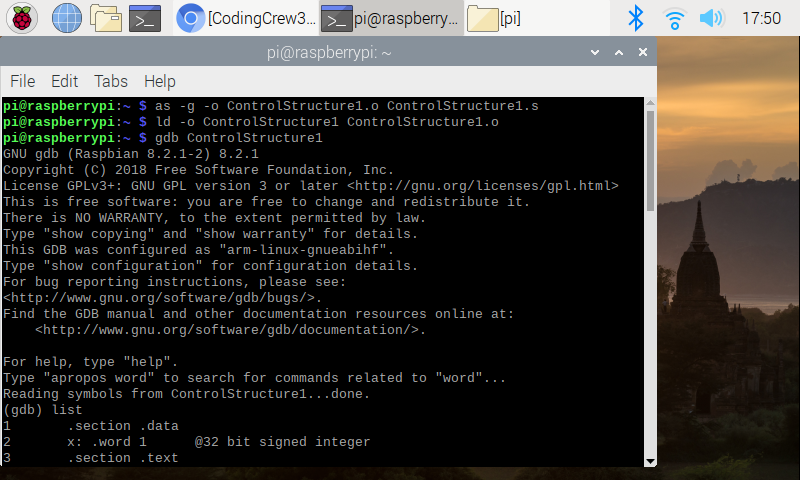 [CodingCrew3... pi@raspberry... [pi] 17:50
pi@raspberrypi: ~
File Edit Tabs Help
pi@raspberrypi:~ $ as -g -o ControlStructure1.o ControlStructure1.s
pi@raspberrypi:~ $ ld -o ControlStructure1 ControlStructure1.o
pi@raspberrypi:~ $ gdb ControlStructure1
GNU gdb (Raspbian 8.2.1-2) 8.2.1
Copyright (C) 2018 Free Software Foundation, Inc.
License GPLv3+: GNU GPL version 3 or later <http://gnu.org/licenses/gpl.html>
This is free software: you are free to change and redistribute it.
There is NO WARRANTY, to the extent permitted by law.
Type "show copying" and "show warranty" for details.
This GDB was configured as "arm-linux-gnueabihf".
Type "show configuration" for configuration details.
For bug reporting instructions, please see:
<http://www.gnu.org/software/gdb/bugs/>.
Find the GDB manual and other documentation resources online at:
    <http://www.gnu.org/software/gdb/documentation/>.
For help, type "help".
Type "apropos word" to search for commands related to "word"...
Reading symbols from ControlStructure1...done.
(gdb) list
1       .section .data
2       x: .word 1      @32 bit signed integer
3       .section .text